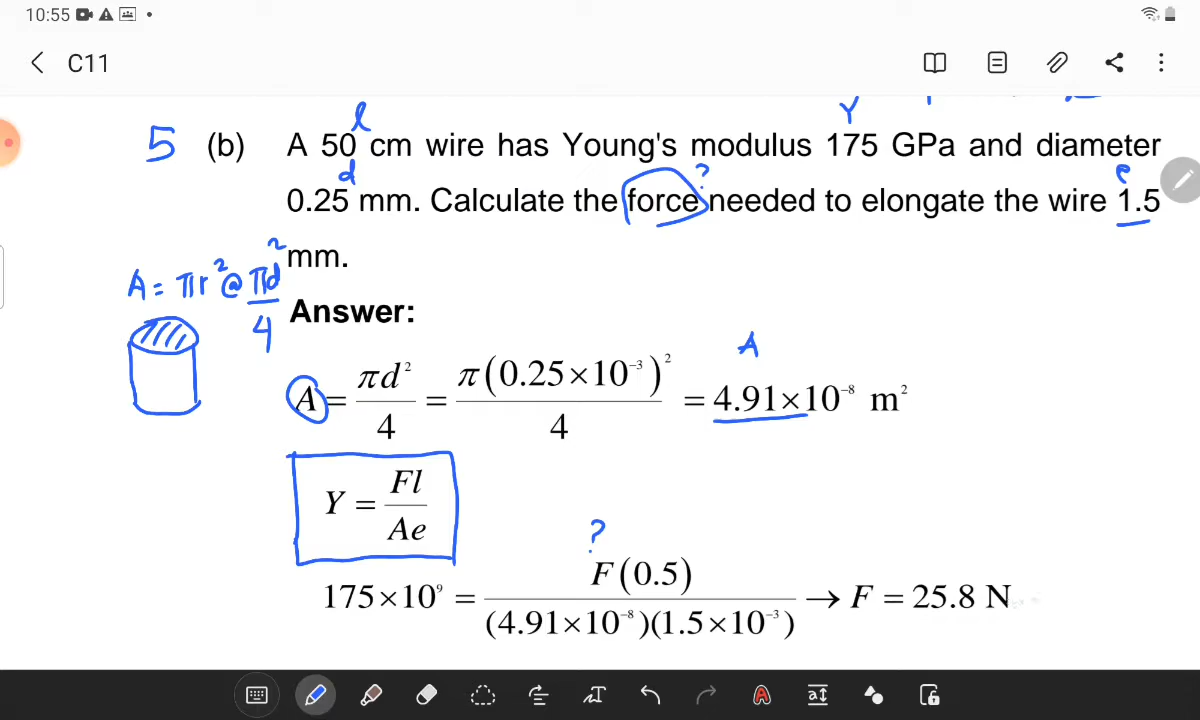 10:55
C11
l
Y
5 (b) A 50 cm wire has Young's modulus 175 GPa and diameter
d ? e
0.25 mm. Calculate the force needed to elongate the wire 1.5
mm.
A = πr² @ πd²/4
Answer:
A
A = πd²/4 = π(0.25×10⁻³)²/4 = 4.91×10⁻⁸ m²
Y = Fl/Ae
?
175×10⁹ = F(0.5)/(4.91×10⁻⁸)(1.5×10⁻³) → F = 25.8 N